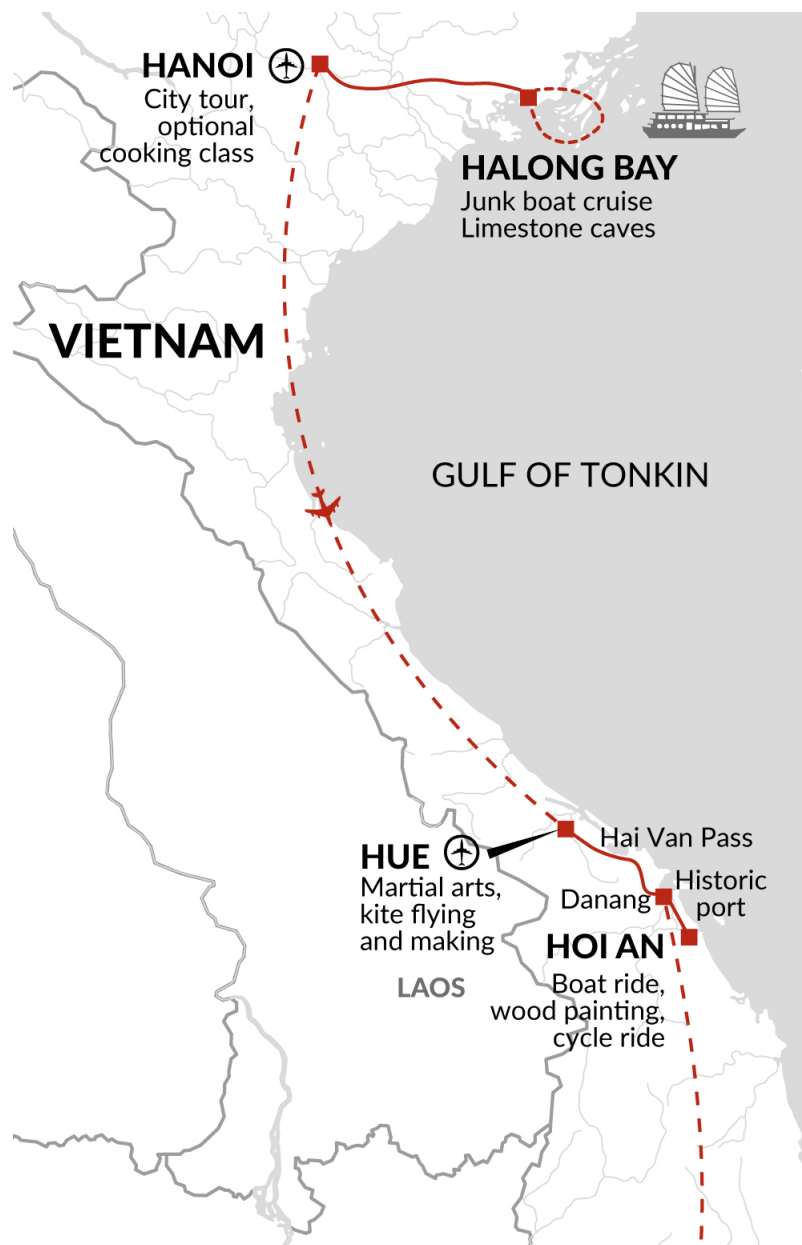 HANOI
City tour,
optional
cooking class
HALONG BAY
Junk boat cruise
Limestone caves
VIETNAM
GULF OF TONKIN
Hai Van Pass
HUE
Martial arts,
kite flying
and making
Historic
port
Danang
HOI AN
Boat ride,
wood painting,
cycle ride
LAOS